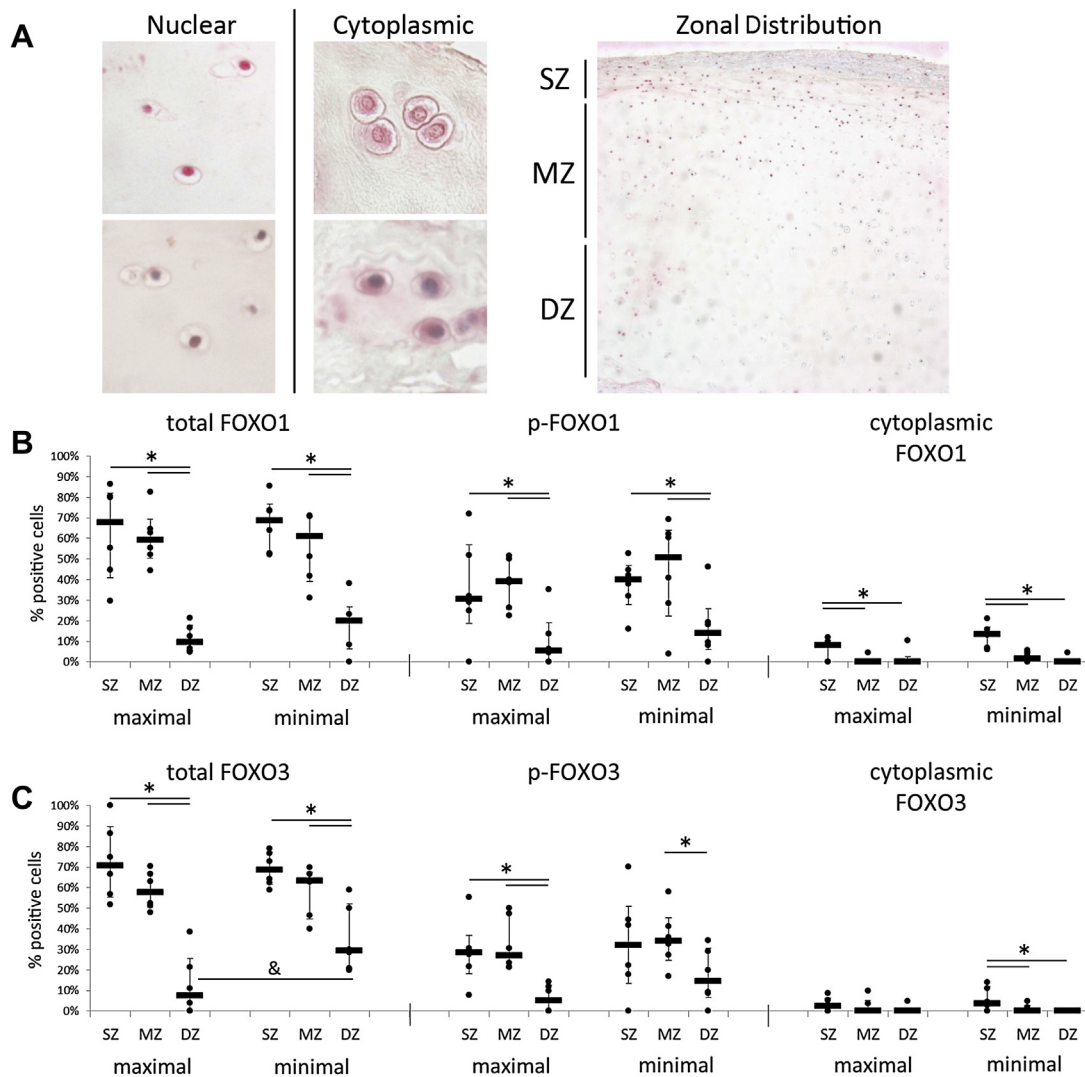 A
Nuclear
Cytoplasmic
Zonal Distribution
SZ
MZ
DZ
B
total FOXO1
p-FOXO1
cytoplasmic
FOXO1
% positive cells
100%
90%
80%
70%
60%
50%
40%
30%
20%
10%
0%
* * * * * *
SZ MZ DZ SZ MZ DZ SZ MZ DZ SZ MZ DZ SZ MZ DZ SZ MZ DZ
maximal minimal maximal minimal maximal minimal
C
total FOXO3
p-FOXO3
cytoplasmic
FOXO3
% positive cells
100%
90%
80%
70%
60%
50%
40%
30%
20%
10%
0%
* * * * *
&
SZ MZ DZ SZ MZ DZ SZ MZ DZ SZ MZ DZ SZ MZ DZ SZ MZ DZ
maximal minimal maximal minimal maximal minimal